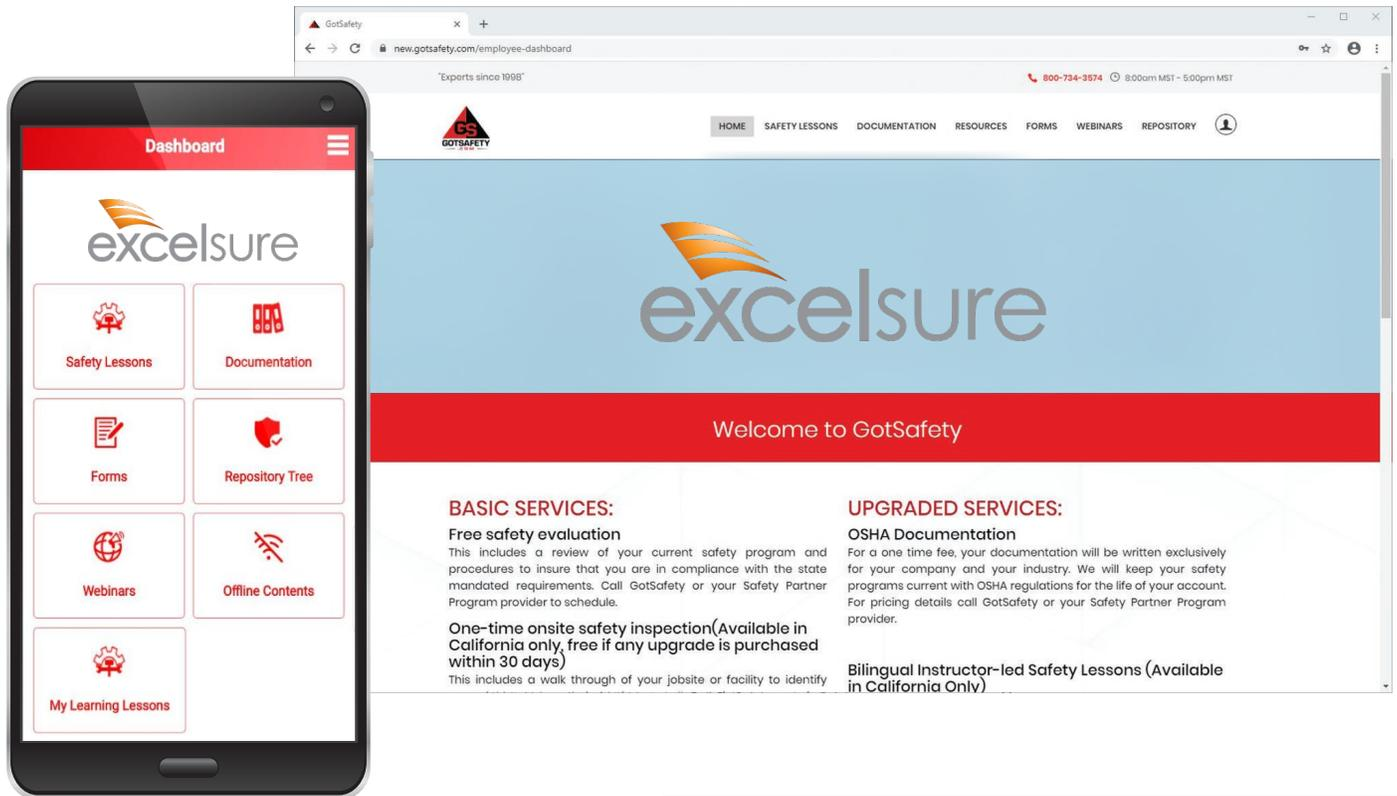 Dashboard
excelsure
Safety Lessons
Documentation
Forms
Repository Tree
Webinars
Offline Contents
My Learning Lessons
GotSafety
new.gotsafety.com/employee-dashboard
"Experts since 1998"
800-734-3574
8:00am MST - 5:00pm MST
GS
GOTSAFETY
.COM
HOME
SAFETY LESSONS
DOCUMENTATION
RESOURCES
FORMS
WEBINARS
REPOSITORY
excelsure
Welcome to GotSafety
BASIC SERVICES:
Free safety evaluation
This includes a review of your current safety program and
procedures to insure that you are in compliance with the state
mandated requirements. Call GotSafety or your Safety Partner
Program provider to schedule.
One-time onsite safety inspection(Available in
California only, free if any upgrade is purchased
within 30 days)
This includes a walk through of your jobsite or facility to identify
UPGRADED SERVICES:
OSHA Documentation
For a one time fee, your documentation will be written exclusively
for your company and your industry. We will keep your safety
programs current with OSHA regulations for the life of your account.
For pricing details call GotSafety or your Safety Partner Program
provider.
Bilingual Instructor-led Safety Lessons (Available
in California Only)